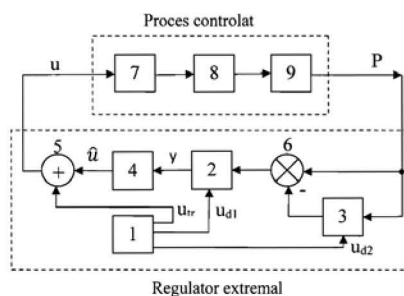 Proces controlat
u
7
8
9
P
5
û
4
y
2
6
+
-
3
u_tr
u_d1
1
u_d2
Regulator extremal